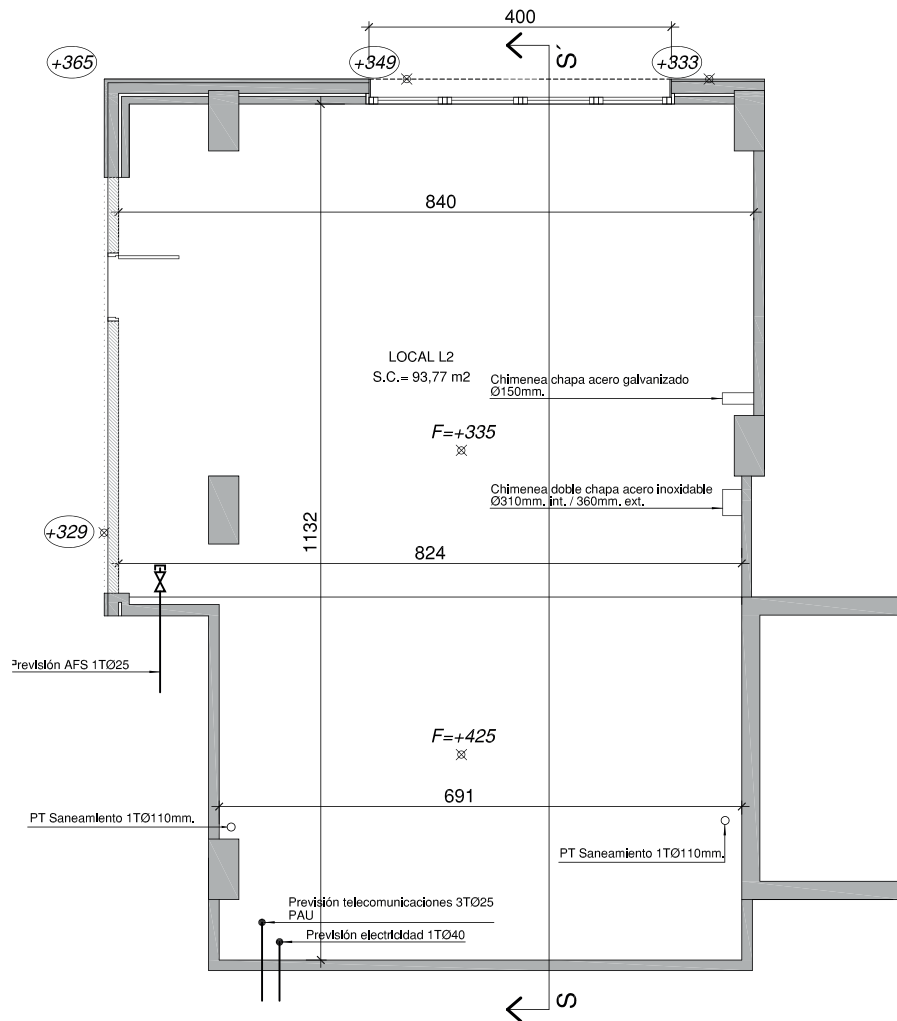 400
S´
+365
+349
+333
840
LOCAL L2
S.C.= 93,77 m2
Chimenea chapa acero galvanizado
Ø150mm.
F=+335
Chimenea doble chapa acero inoxidable
Ø310mm. int. / 360mm. ext.
+329
1132
824
Previsión AFS 1TØ25
F=+425
691
PT Saneamiento 1TØ110mm.
PT Saneamiento 1TØ110mm.
Previsión telecomunicaciones 3TØ25
PAU
Previsión electricidad 1TØ40
S